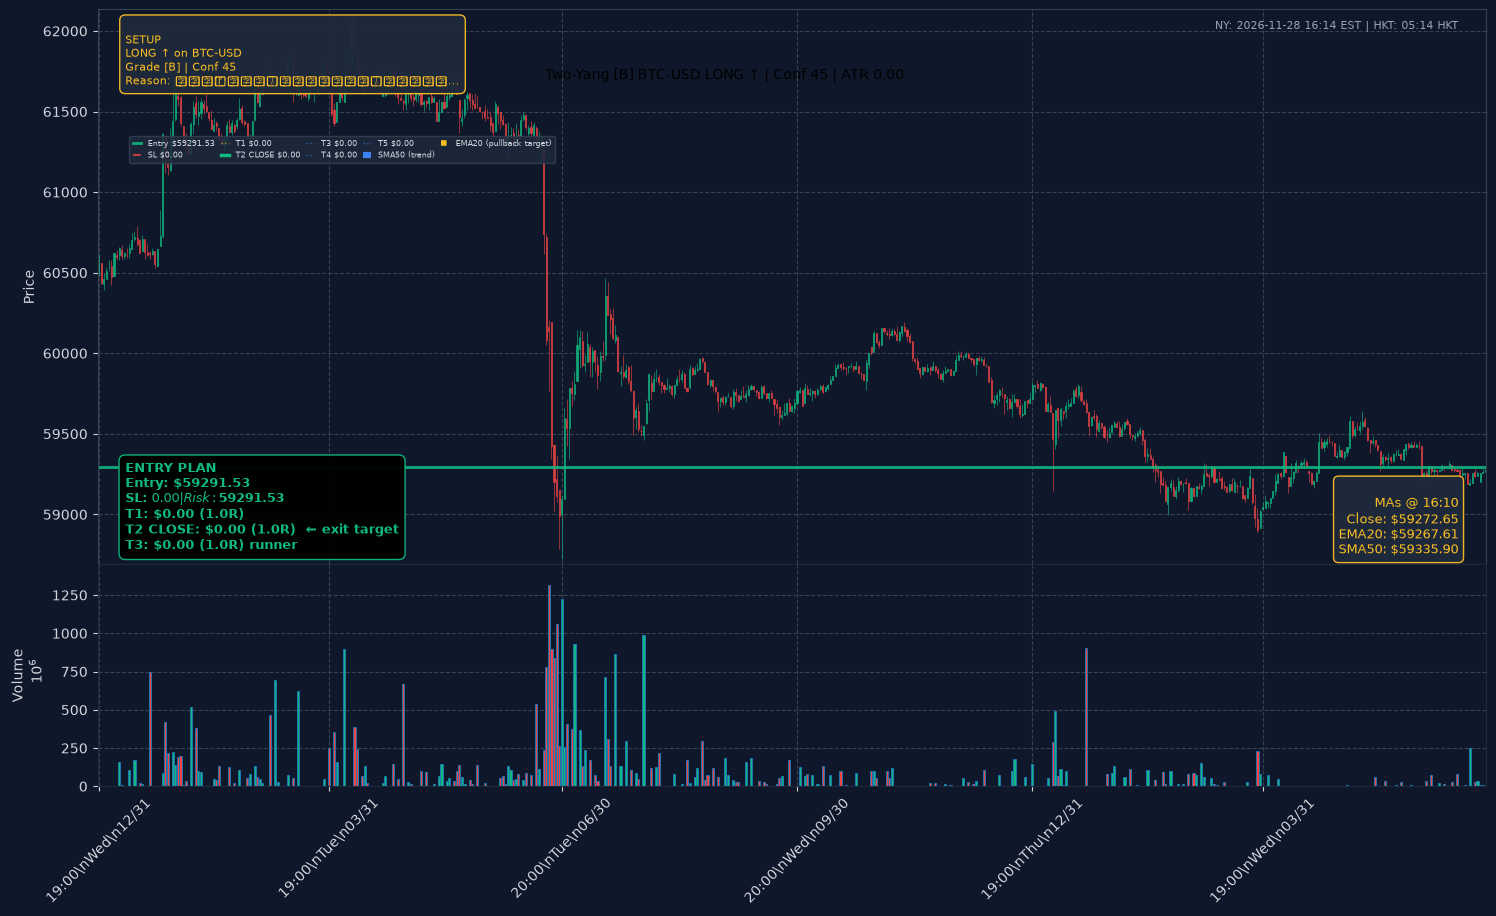 NY: 2026-11-28 16:14 EST | HKT: 05:14 HKT
SETUP
LONG ↑ on BTC-USD
Grade [B] | Conf 45
Reason:
Two-Yang [B] BTC-USD LONG ↑ | Conf 45 | ATR 0.00
Entry $59291.53
SL $0.00
T1 $0.00
T2 CLOSE $0.00
T3 $0.00
T4 $0.00
T5 $0.00
SMA50 (trend)
EMA20 (pullback target)
62000
61500
61000
60500
60000
59500
59000
Price
ENTRY PLAN
Entry: $59291.53
SL: 0.00|Risk:59291.53
T1: $0.00 (1.0R)
T2 CLOSE: $0.00 (1.0R) ← exit target
T3: $0.00 (1.0R) runner
MAs @ 16:10
Close: $59272.65
EMA20: $59267.61
SMA50: $59335.90
1250
1000
750
500
250
0
Volume
10⁶
19:00\nWed\n12/31
19:00\nTue\n03/31
20:00\nTue\n06/30
20:00\nWed\n09/30
19:00\nThu\n12/31
19:00\nWed\n03/31